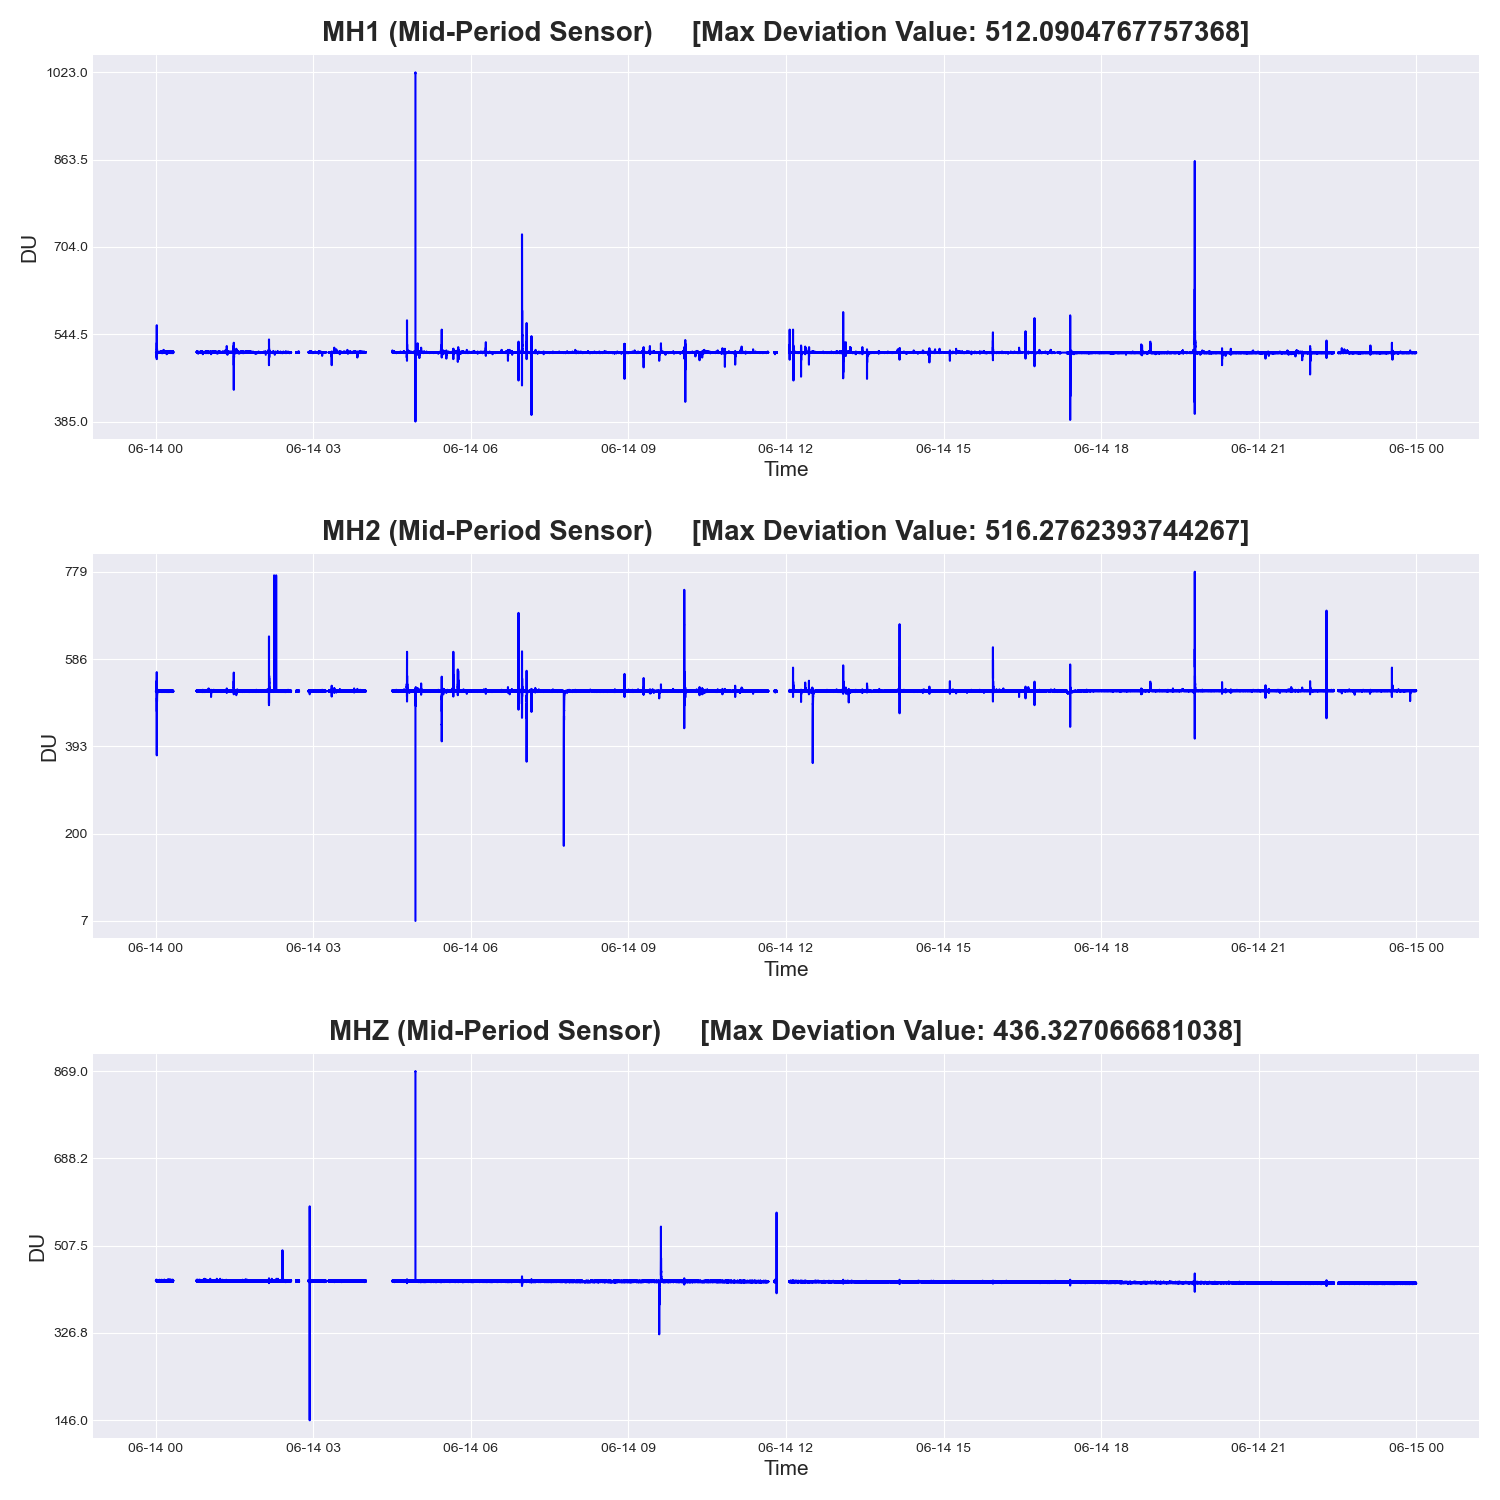 MH1 (Mid-Period Sensor)     [Max Deviation Value: 512.0904767757368]
1023.0
863.5
704.0
544.5
385.0
DU
06-14 00 06-14 03 06-14 06 06-14 09 06-14 12 06-14 15 06-14 18 06-14 21 06-15 00
Time
MH2 (Mid-Period Sensor)     [Max Deviation Value: 516.2762393744267]
779
586
393
200
7
DU
06-14 00 06-14 03 06-14 06 06-14 09 06-14 12 06-14 15 06-14 18 06-14 21 06-15 00
Time
MHZ (Mid-Period Sensor)     [Max Deviation Value: 436.327066681038]
869.0
688.2
507.5
326.8
146.0
DU
06-14 00 06-14 03 06-14 06 06-14 09 06-14 12 06-14 15 06-14 18 06-14 21 06-15 00
Time